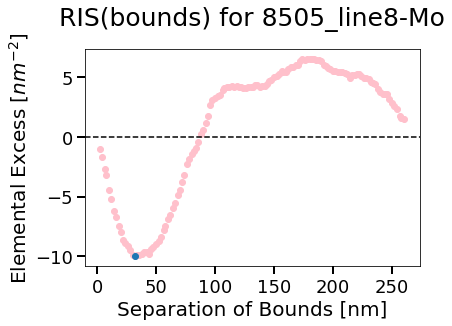 RIS(bounds) for 8505_line8-Mo
Elemental Excess [nm⁻²]
5
0
−5
−10
0 50 100 150 200 250
Separation of Bounds [nm]